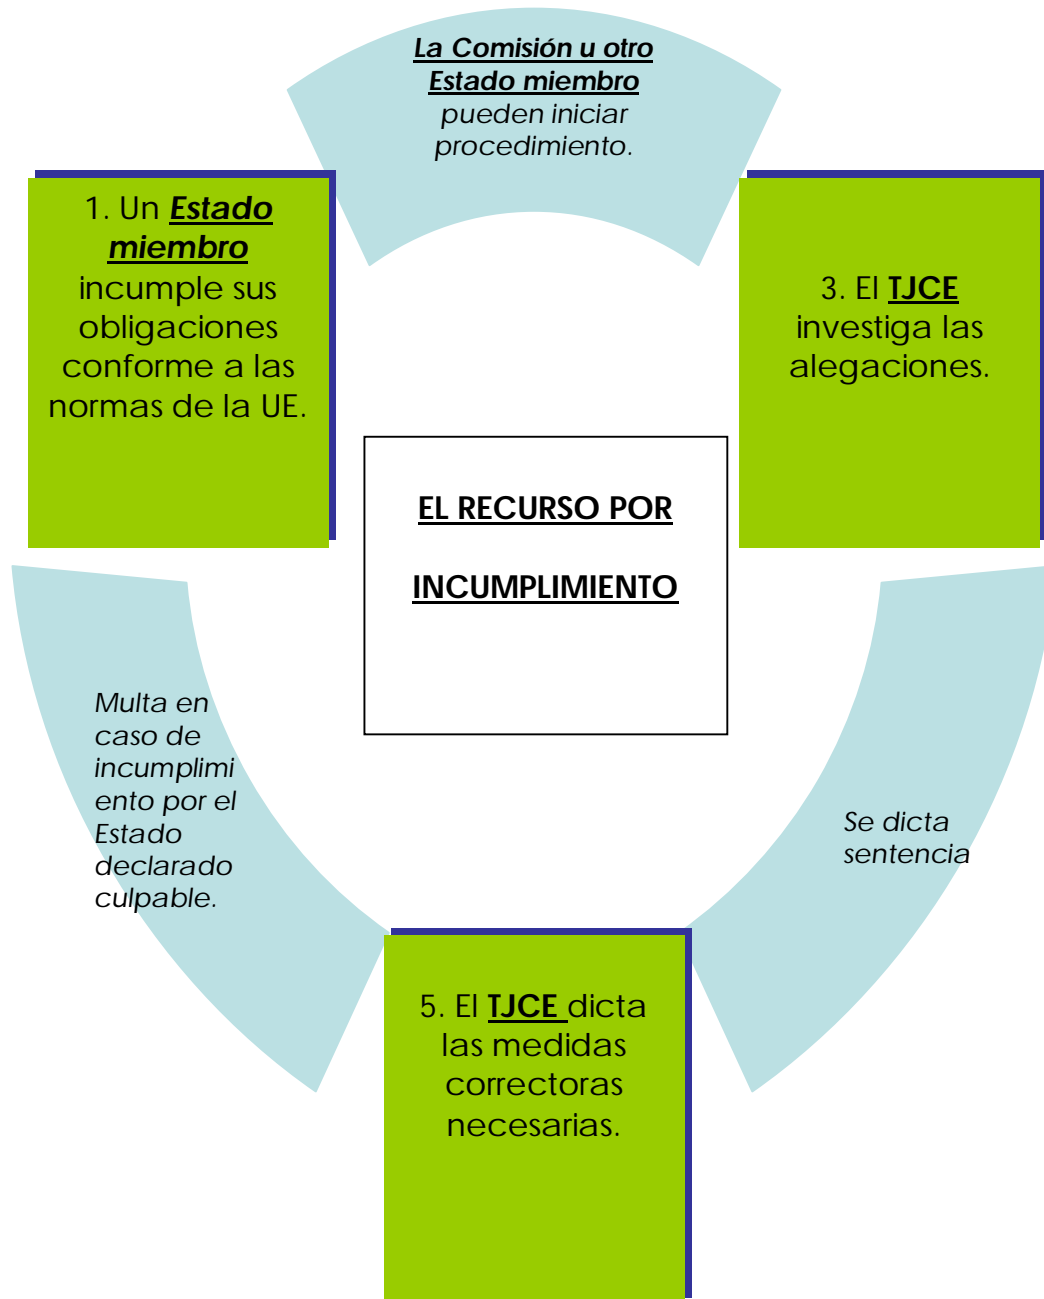 La Comisión u otro
Estado miembro
pueden iniciar
procedimiento.
1. Un Estado
miembro
incumple sus
obligaciones
conforme a las
normas de la UE.
3. El TJCE
investiga las
alegaciones.
EL RECURSO POR
INCUMPLIMIENTO
Multa en
caso de
incumplimi
ento por el
Estado
declarado
culpable.
Se dicta
sentencia
5. El TJCE dicta
las medidas
correctoras
necesarias.